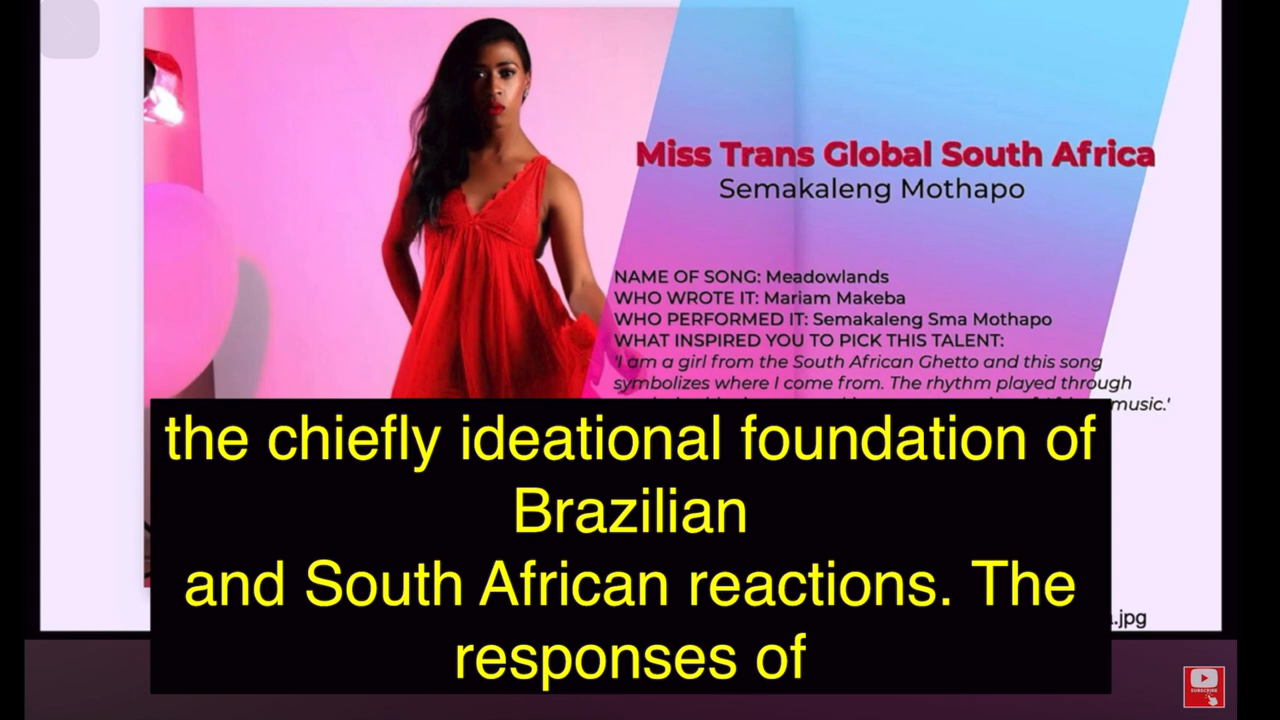 Miss Trans Global South Africa
Semakaleng Mothapo
NAME OF SONG: Meadowlands
WHO WROTE IT: Mariam Makeba
WHO PERFORMED IT: Semakaleng Sma Mothapo
WHAT INSPIRED YOU TO PICK THIS TALENT:
'I am a girl from the South African Ghetto and this song
symbolizes where I come from. The rhythm played through
music.'
the chiefly ideational foundation of
Brazilian
and South African reactions. The
responses of
.jpg
SUBSCRIBE